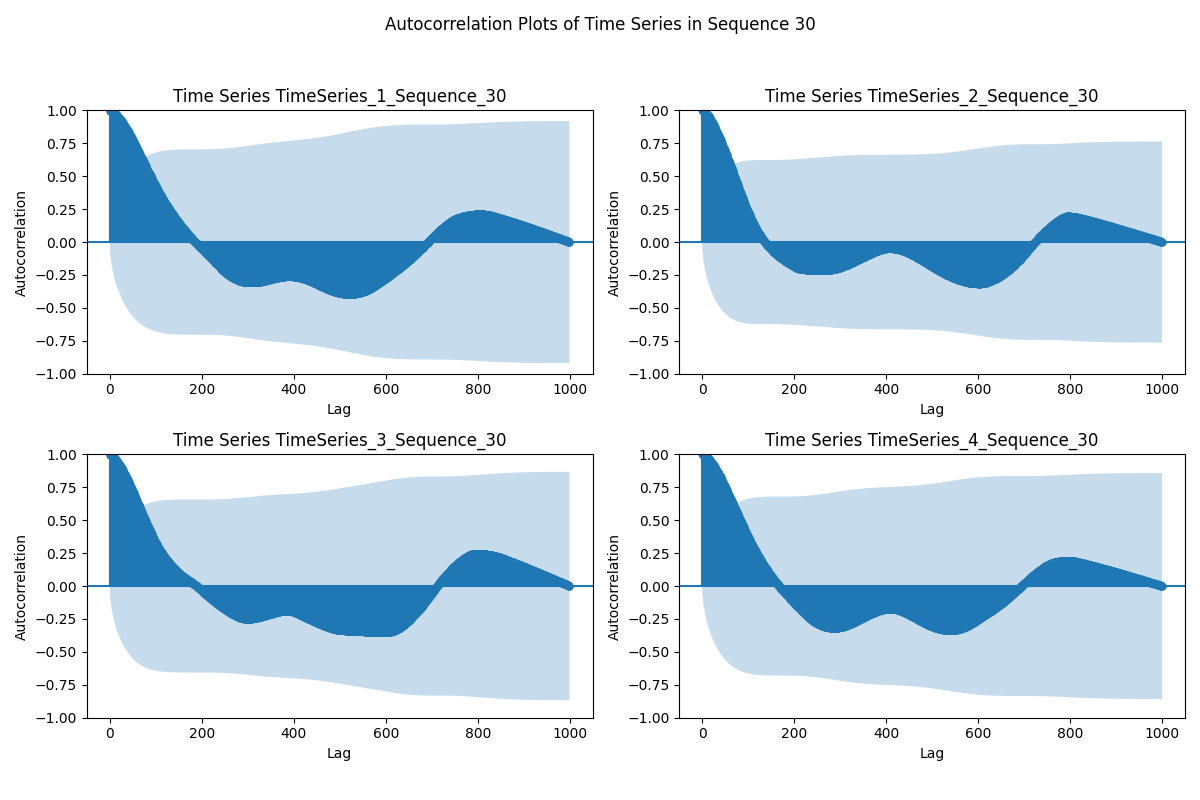 Autocorrelation Plots of Time Series in Sequence 30
Time Series TimeSeries_1_Sequence_30
Time Series TimeSeries_2_Sequence_30
1.00
0.75
0.50
0.25
0.00
−0.25
−0.50
−0.75
−1.00
Autocorrelation
0 200 400 600 800 1000
Lag
1.00
0.75
0.50
0.25
0.00
−0.25
−0.50
−0.75
−1.00
Autocorrelation
0 200 400 600 800 1000
Lag
Time Series TimeSeries_3_Sequence_30
Time Series TimeSeries_4_Sequence_30
1.00
0.75
0.50
0.25
0.00
−0.25
−0.50
−0.75
−1.00
Autocorrelation
0 200 400 600 800 1000
Lag
1.00
0.75
0.50
0.25
0.00
−0.25
−0.50
−0.75
−1.00
Autocorrelation
0 200 400 600 800 1000
Lag